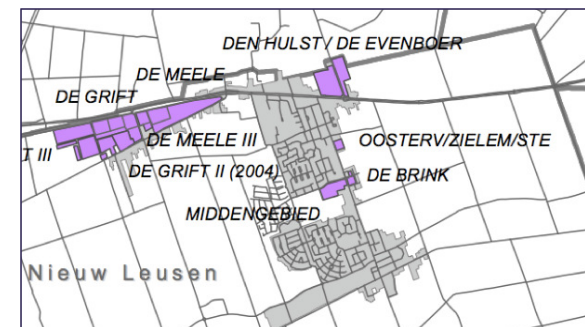 DEN HULST / DE EVENBOER
DE MEELE
DE GRIFT
T III
DE MEELE III
OOSTERV/ZIELEM/STE
DE GRIFT II (2004)
DE BRINK
MIDDENGEBIED
Nieuw Leusen